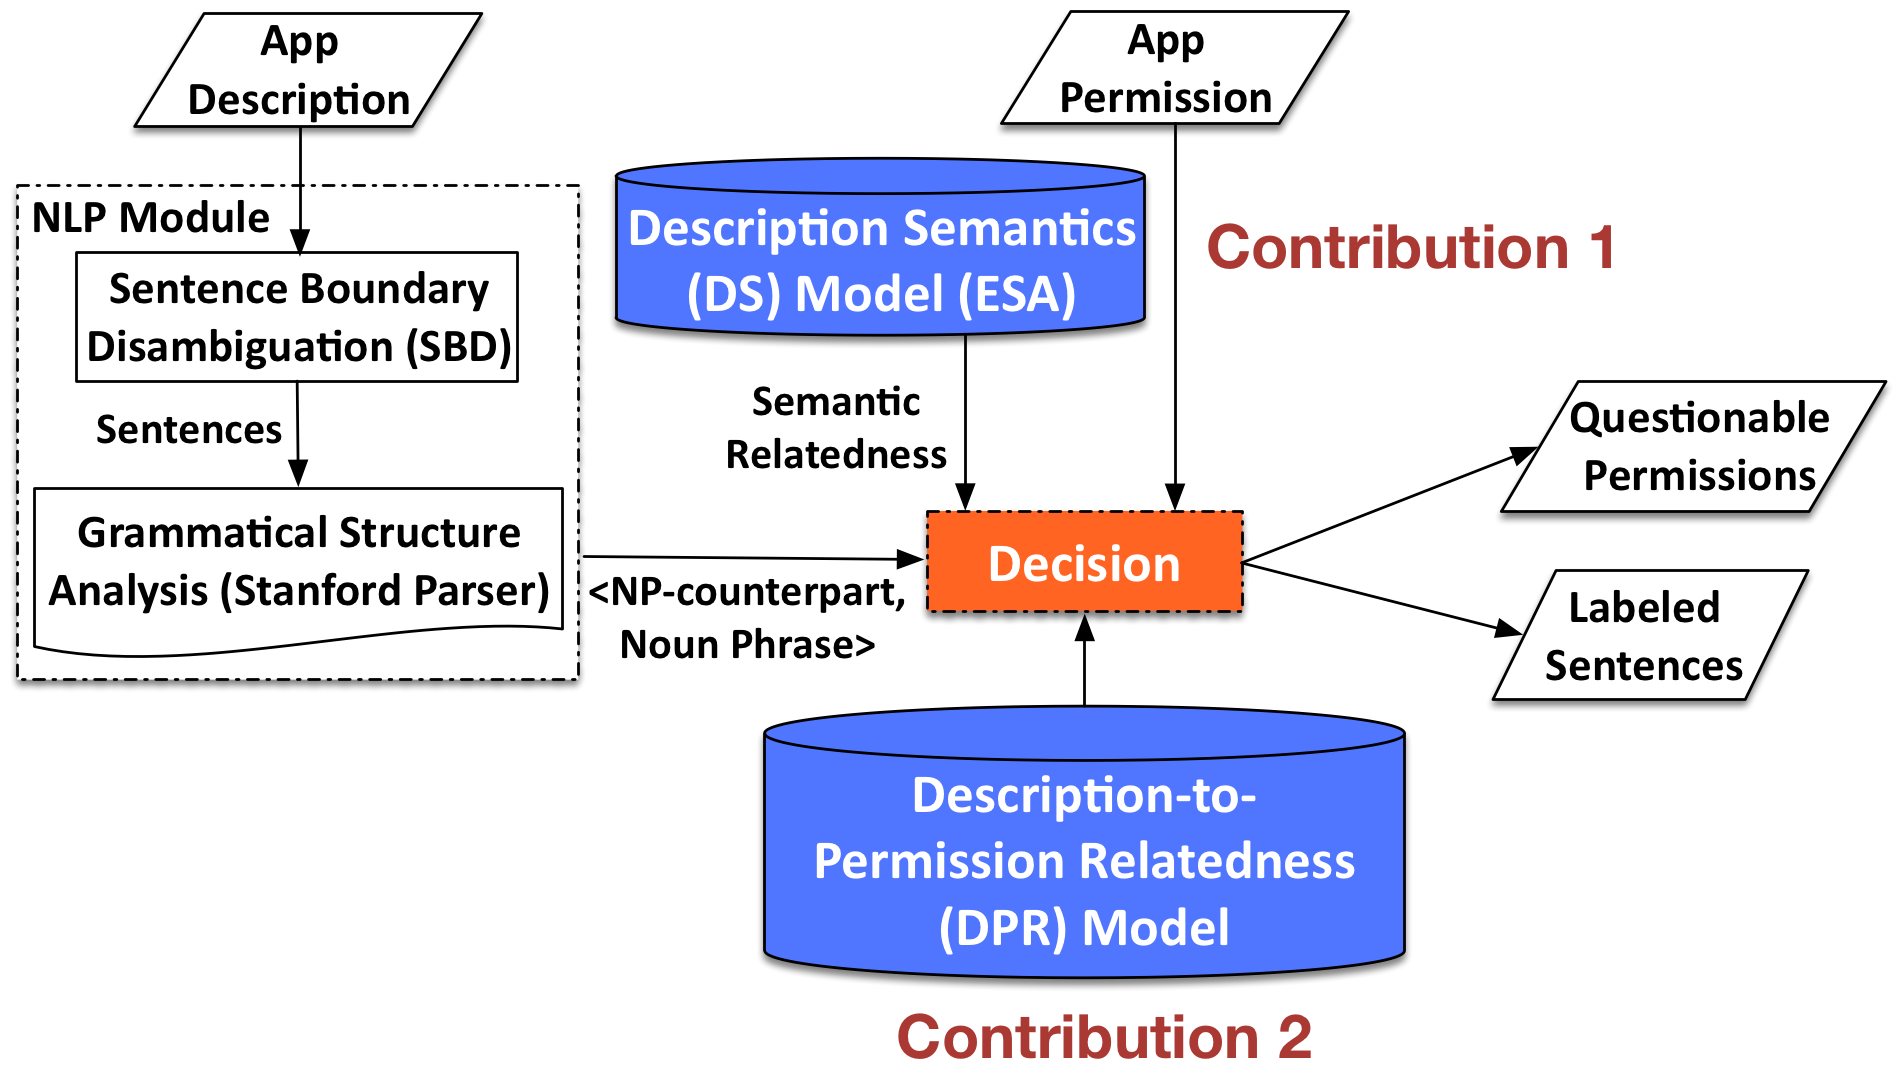 App
Description
App
Permission
NLP Module
Sentence Boundary
Disambiguation (SBD)
Sentences
Grammatical Structure
Analysis (Stanford Parser)
Description Semantics
(DS) Model (ESA)
Contribution 1
Semantic
Relatedness
<NP-counterpart,
Noun Phrase>
Decision
Questionable
Permissions
Labeled
Sentences
Description-to-
Permission Relatedness
(DPR) Model
Contribution 2